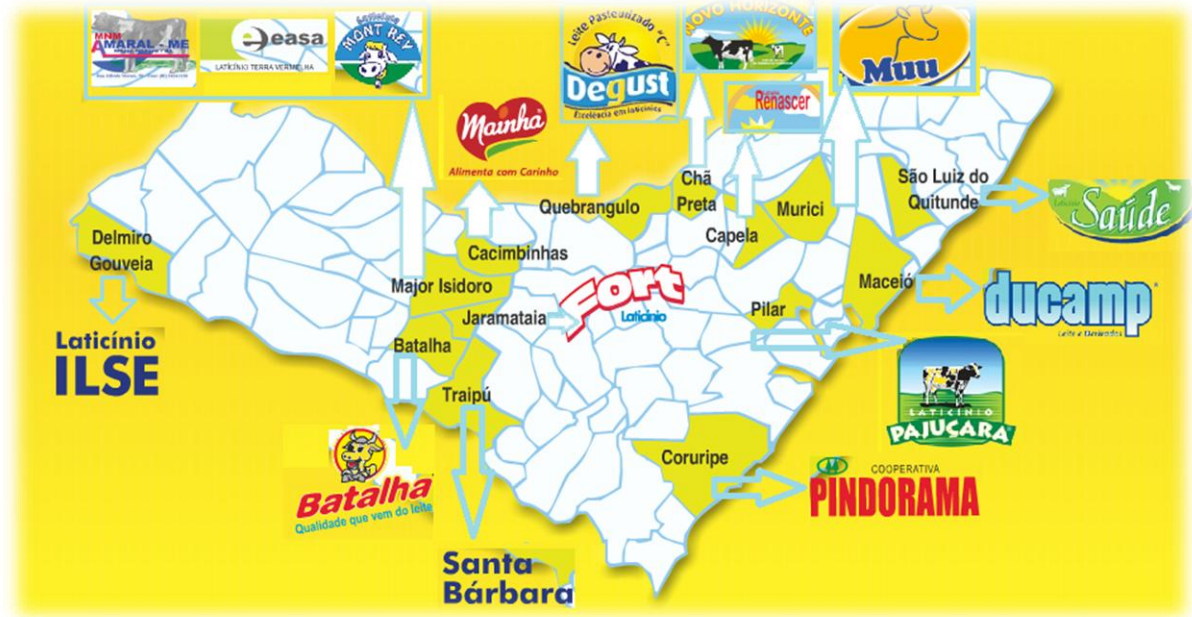 MNM
AMARAL - ME
easa
LATICÍNIO TERRA VERMELHA
MONT REY
Mainhá
Alimenta com Carinho
Leite Pasteurizado "C"
Degust
Excelência em laticínios
NOVO HORIZONTE
Renascer
Muu
São Luiz do
Quitunde
Saúde
Chã
Preta
Murici
Quebrangulo
Capela
Delmiro
Gouveia
Cacimbinhas
Major Isidoro
Maceió
ducamp
Leite e Derivados
Fort
Laticínio
Jaramataia
Pilar
Batalha
Laticínio
ILSE
Traipú
LATICÍNIO
PAJUÇARA
Coruripe
COOPERATIVA
PINDORAMA
Batalha
Qualidade que vem do leite
Santa
Bárbara